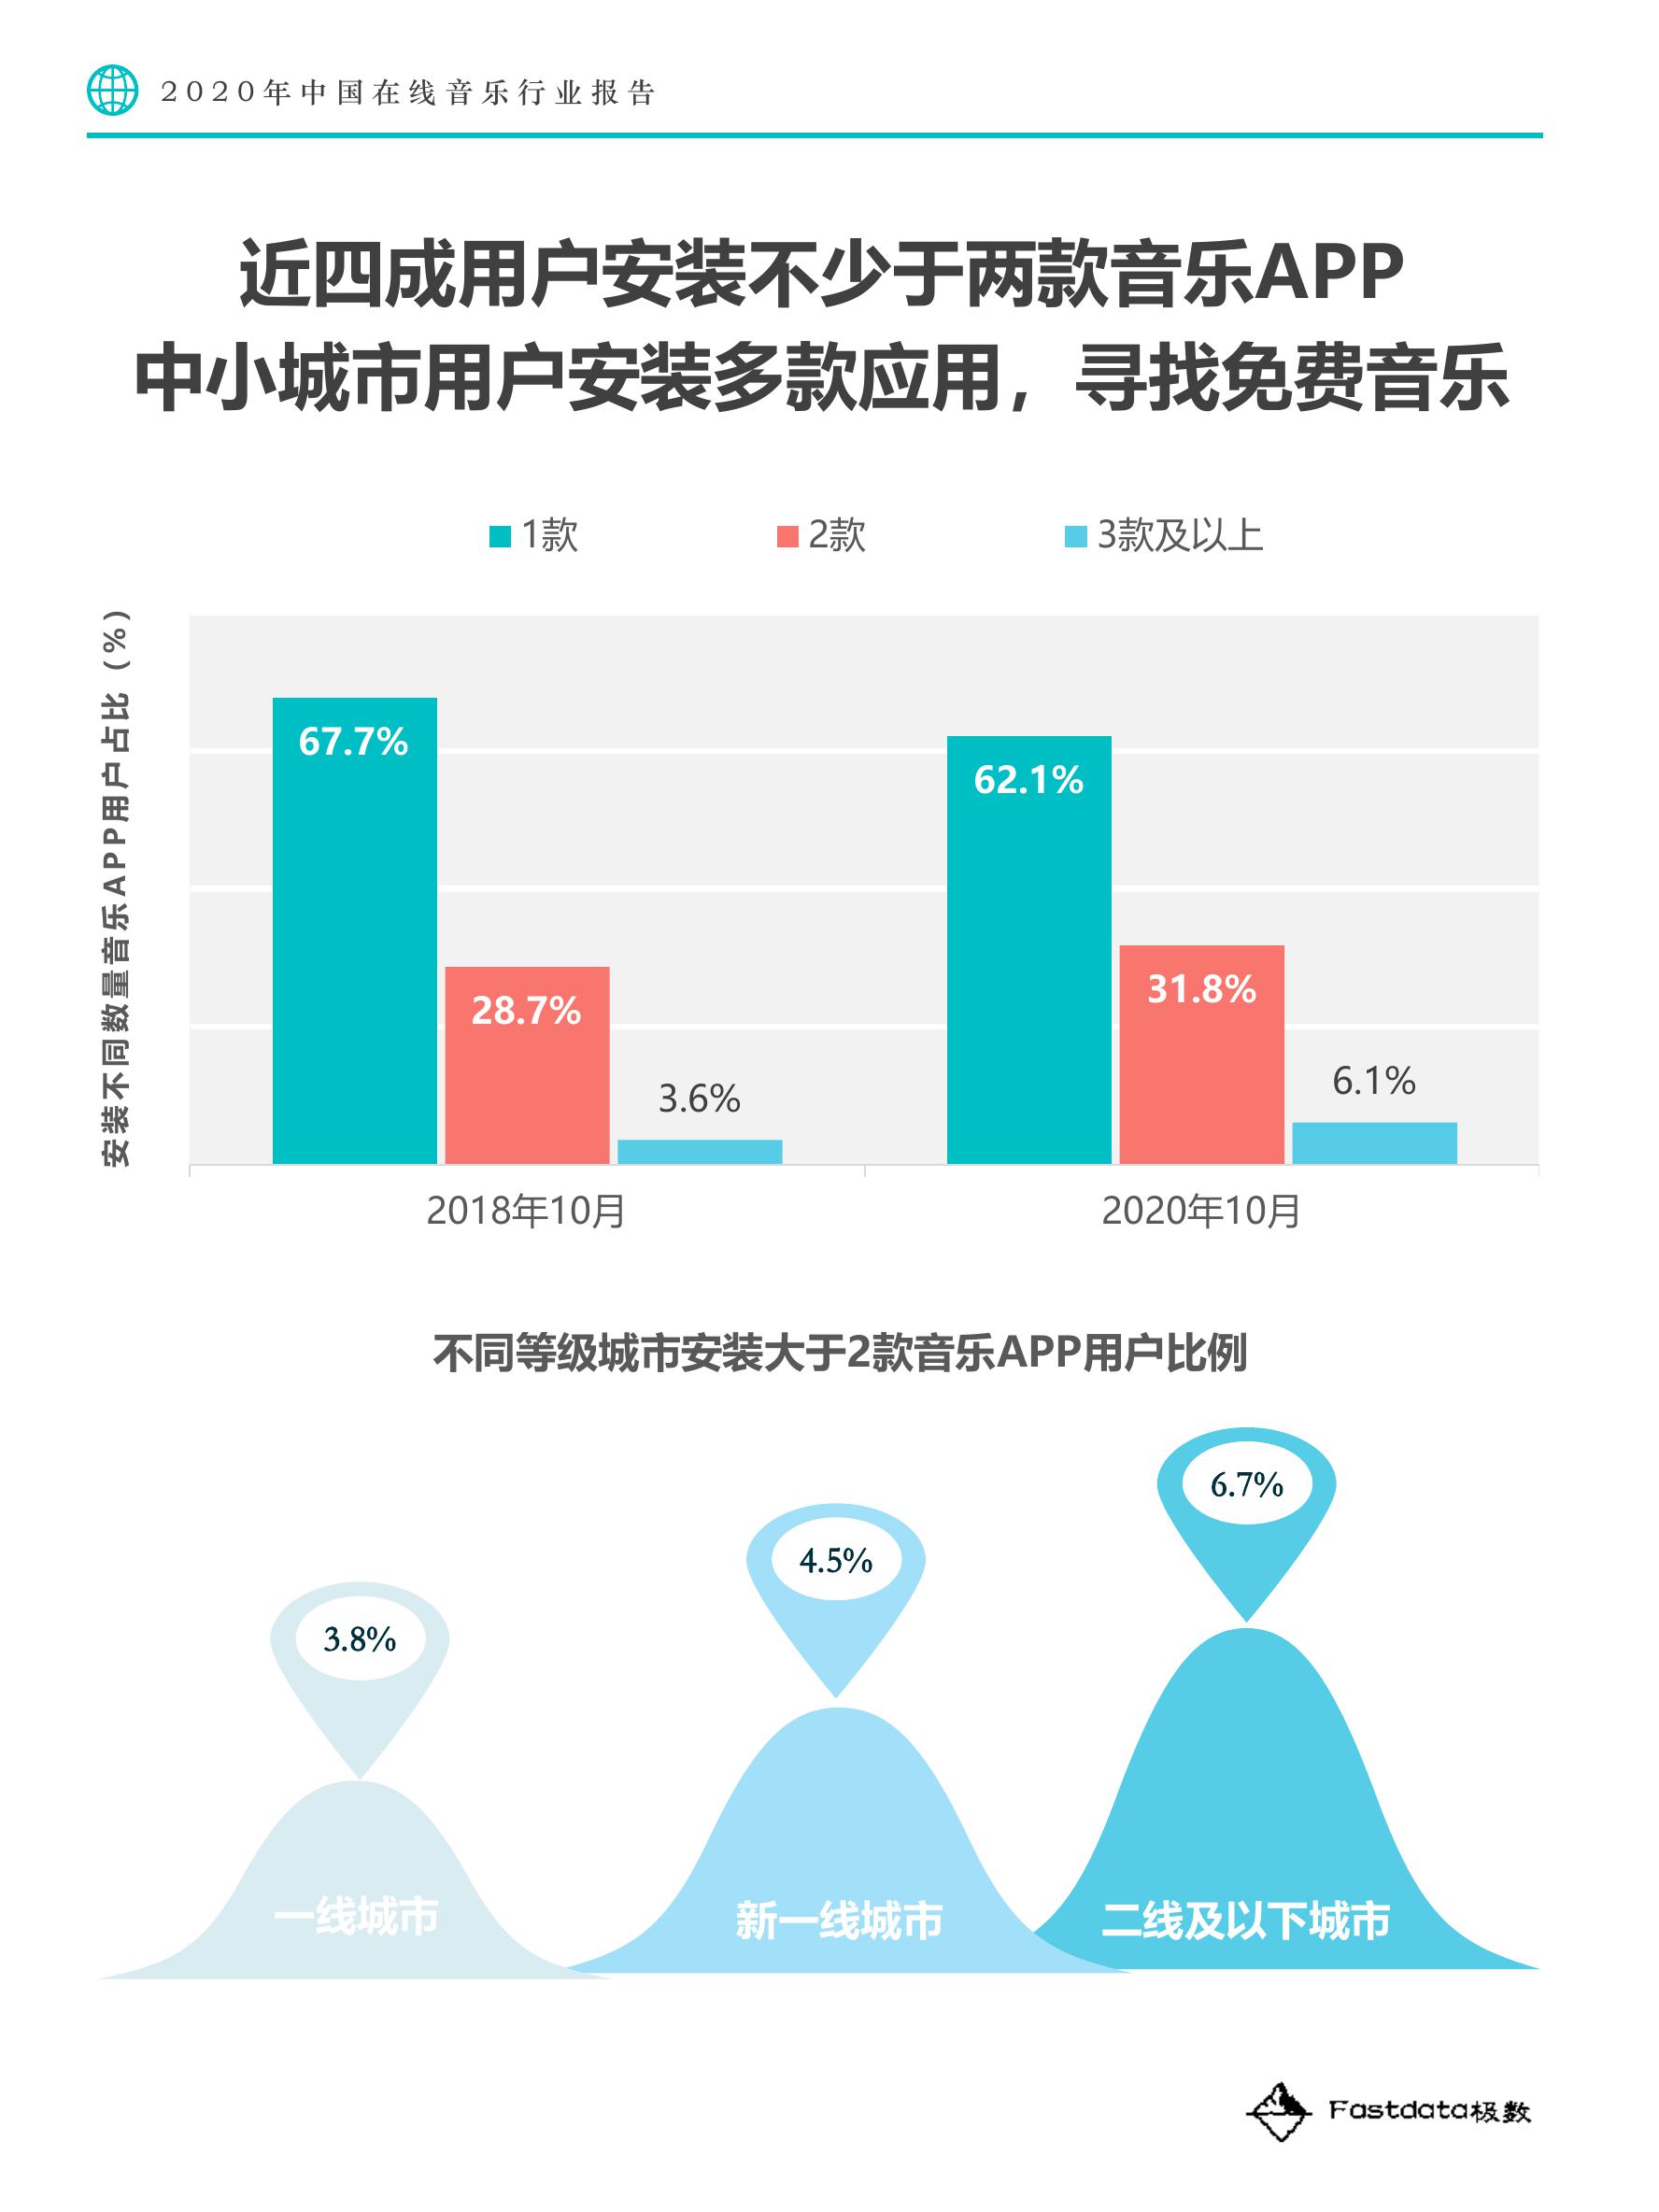 2020年中国在线音乐行业报告
近四成用户安装不少于两款音乐APP
中小城市用户安装多款应用，寻找免费音乐
1款 2款 3款及以上
安装不同数量音乐APP用户占比（%）
67.7%
62.1%
28.7%
31.8%
3.6%
6.1%
2018年10月 2020年10月
不同等级城市安装大于2款音乐APP用户比例
6.7%
4.5%
3.8%
一线城市 新一线城市 二线及以下城市
Fastdata极数